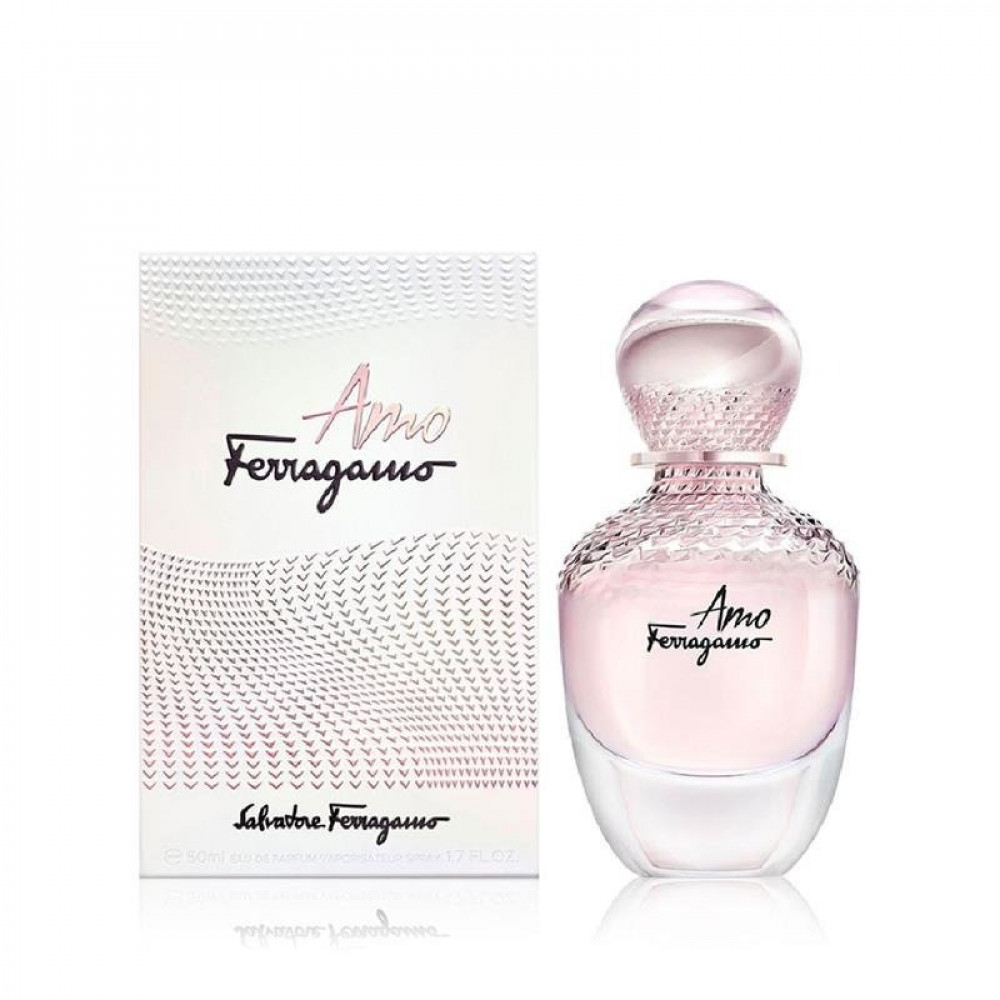 Amo
Ferragamo
Salvatore Ferragamo
℮ 50ml EAU DE PARFUM VAPORISATEUR SPRAY 1.7 FL.OZ.
Amo
Ferragamo